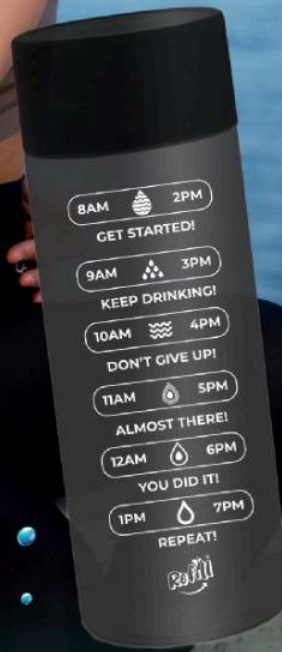 8AM 2PM
GET STARTED!
9AM 3PM
KEEP DRINKING!
10AM 4PM
DON'T GIVE UP!
11AM 5PM
ALMOST THERE!
12AM 6PM
YOU DID IT!
1PM 7PM
REPEAT!
Refill